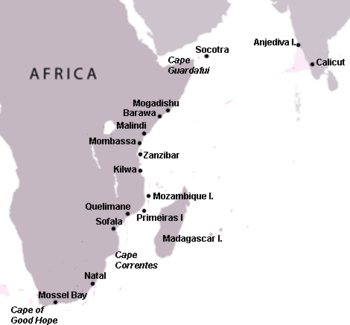 Socotra
Anjediva I.
Cape
Guardafui
Calicut
AFRICA
Mogadishu
Barawa
Malindi
Mombassa
Zanzibar
Kilwa
Mozambique I.
Quelimane
Primeiras I
Sofala
Madagascar I.
Cape
Correntes
Natal
Mossel Bay
Cape of
Good Hope